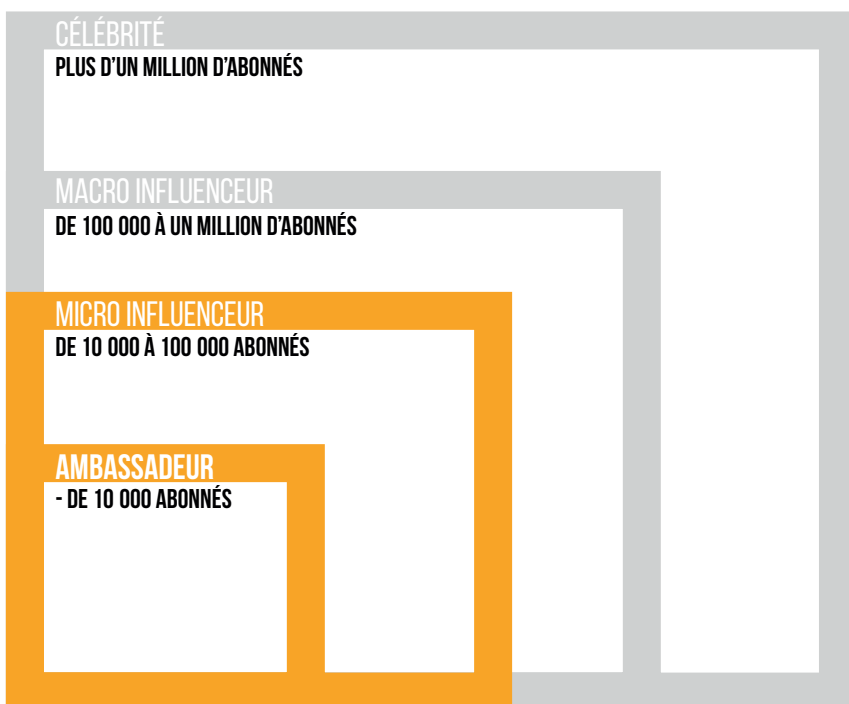 CÉLÉBRITÉ
PLUS D'UN MILLION D'ABONNÉS
MACRO INFLUENCEUR
DE 100 000 À UN MILLION D'ABONNÉS
MICRO INFLUENCEUR
DE 10 000 À 100 000 ABONNÉS
AMBASSADEUR
- DE 10 000 ABONNÉS